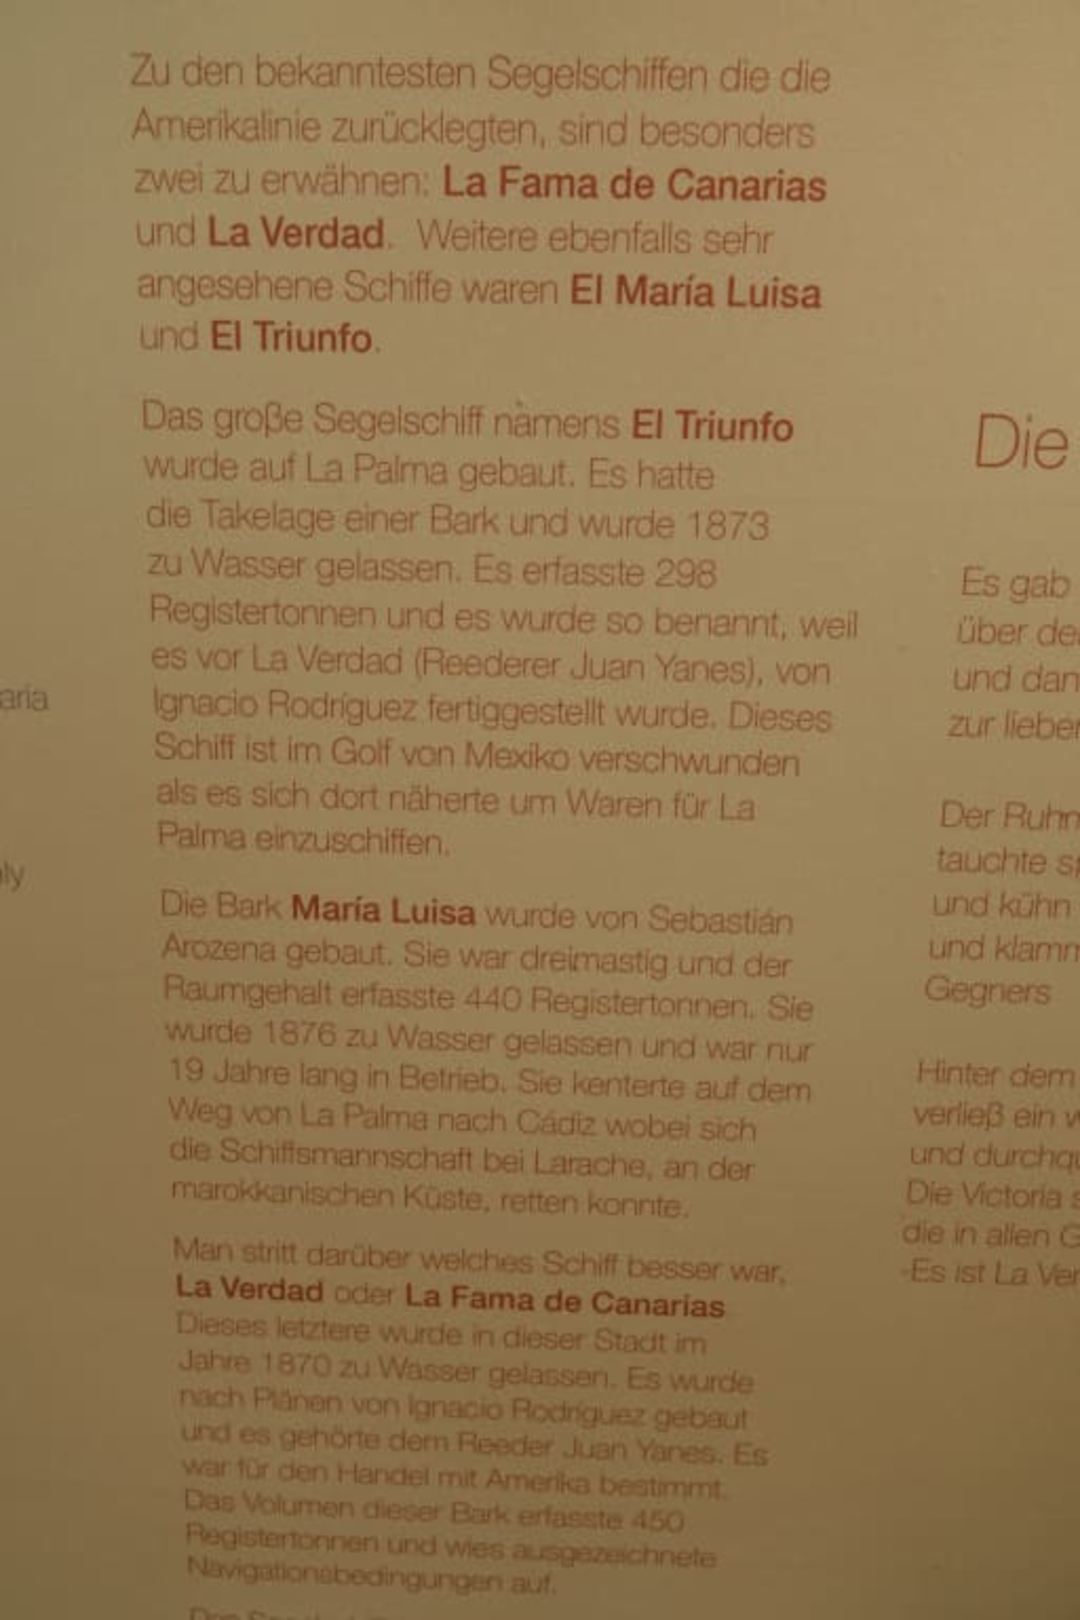 Zu den bekanntesten Segelschiffen die die
Amerikalinie zurücklegten, sind besonders
zwei zu erwähnen: La Fama de Canarias
und La Verdad. Weitere ebenfalls sehr
angesehene Schiffe waren El María Luisa
und El Triunfo.
Das große Segelschiff namens El Triunfo
wurde auf La Palma gebaut. Es hatte
die Takelage einer Bark und wurde 1873
zu Wasser gelassen. Es erfasste 298
Registertonnen und es wurde so benannt, weil
es vor La Verdad (Reederer Juan Yanes), von
Ignacio Rodríguez fertiggestellt wurde. Dieses
Schiff ist im Golf von Mexiko verschwunden
als es sich dort näherte um Waren für La
Palma einzuschiffen.
Die Bark María Luisa wurde von Sebastián
Arozena gebaut. Sie war dreimastig und der
Raumgehalt erfasste 440 Registertonnen. Sie
wurde 1876 zu Wasser gelassen und war nur
19 Jahre lang in Betrieb. Sie kenterte auf dem
Weg von La Palma nach Cádiz wobei sich
die Schiffsmannschaft bei Larache, an der
marokkanischen Küste, retten konnte.
Man stritt darüber welches Schiff besser war,
La Verdad oder La Fama de Canarias
Dieses letztere wurde in dieser Stadt im
Jahre 1870 zu Wasser gelassen. Es wurde
nach Plänen von Ignacio Rodríguez gebaut
und es gehörte dem Reeder Juan Yanes. Es
war für den Handel mit Amerika bestimmt.
Das Volumen dieser Bark erfasste 450
Registertonnen und wies ausgezeichnete
Navigationsbedingungen auf.
aria
ly
Die
Es gab
über de
und dan
zur lieber
Der Ruhm
tauchte sp
und kühn
und klamm
Gegners
Hinter dem
verließ ein w
und durchqu
Die Victoria s
die in allen G
-Es ist La Ver